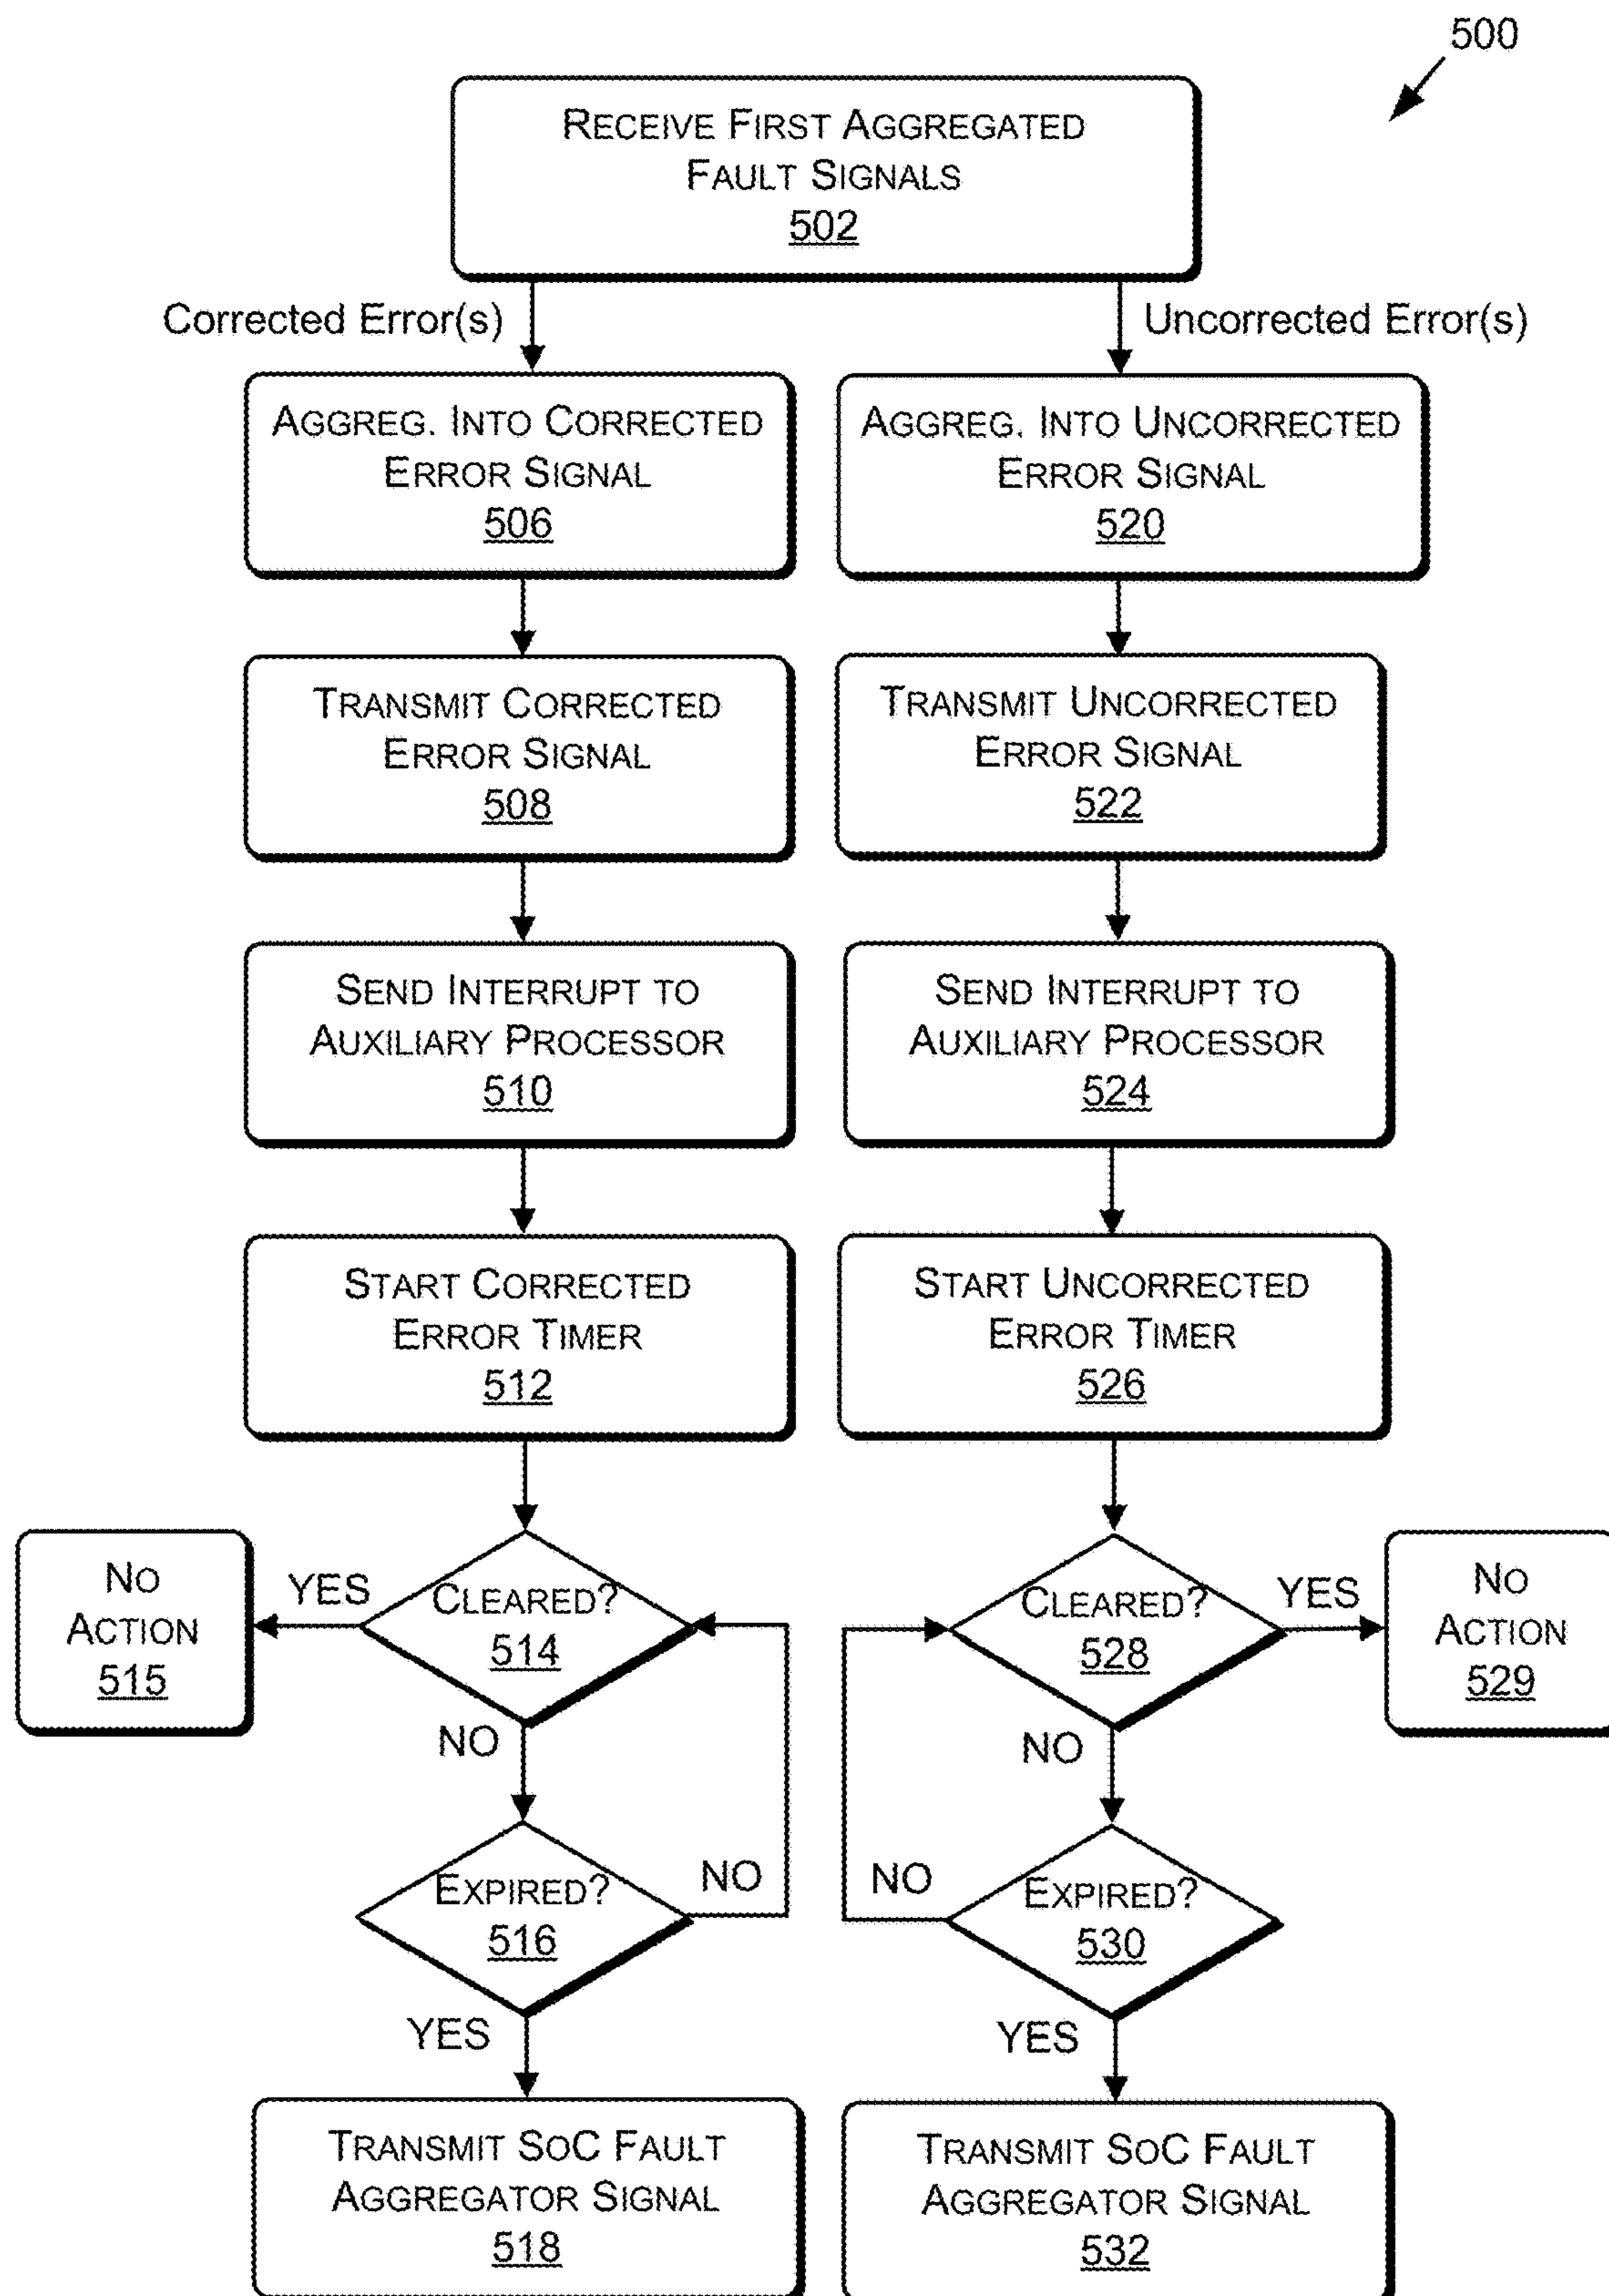 500
RECEIVE FIRST AGGREGATED
FAULT SIGNALS
502
Corrected Error(s)
Uncorrected Error(s)
AGGREG. INTO CORRECTED
ERROR SIGNAL
506
AGGREG. INTO UNCORRECTED
ERROR SIGNAL
520
TRANSMIT CORRECTED
ERROR SIGNAL
508
TRANSMIT UNCORRECTED
ERROR SIGNAL
522
SEND INTERRUPT TO
AUXILIARY PROCESSOR
510
SEND INTERRUPT TO
AUXILIARY PROCESSOR
524
START CORRECTED
ERROR TIMER
512
START UNCORRECTED
ERROR TIMER
526
NO
ACTION
515
YES
CLEARED?
514
CLEARED?
528
YES
NO
ACTION
529
NO
NO
EXPIRED?
516
NO
NO
EXPIRED?
530
YES
YES
TRANSMIT SOC FAULT
AGGREGATOR SIGNAL
518
TRANSMIT SOC FAULT
AGGREGATOR SIGNAL
532